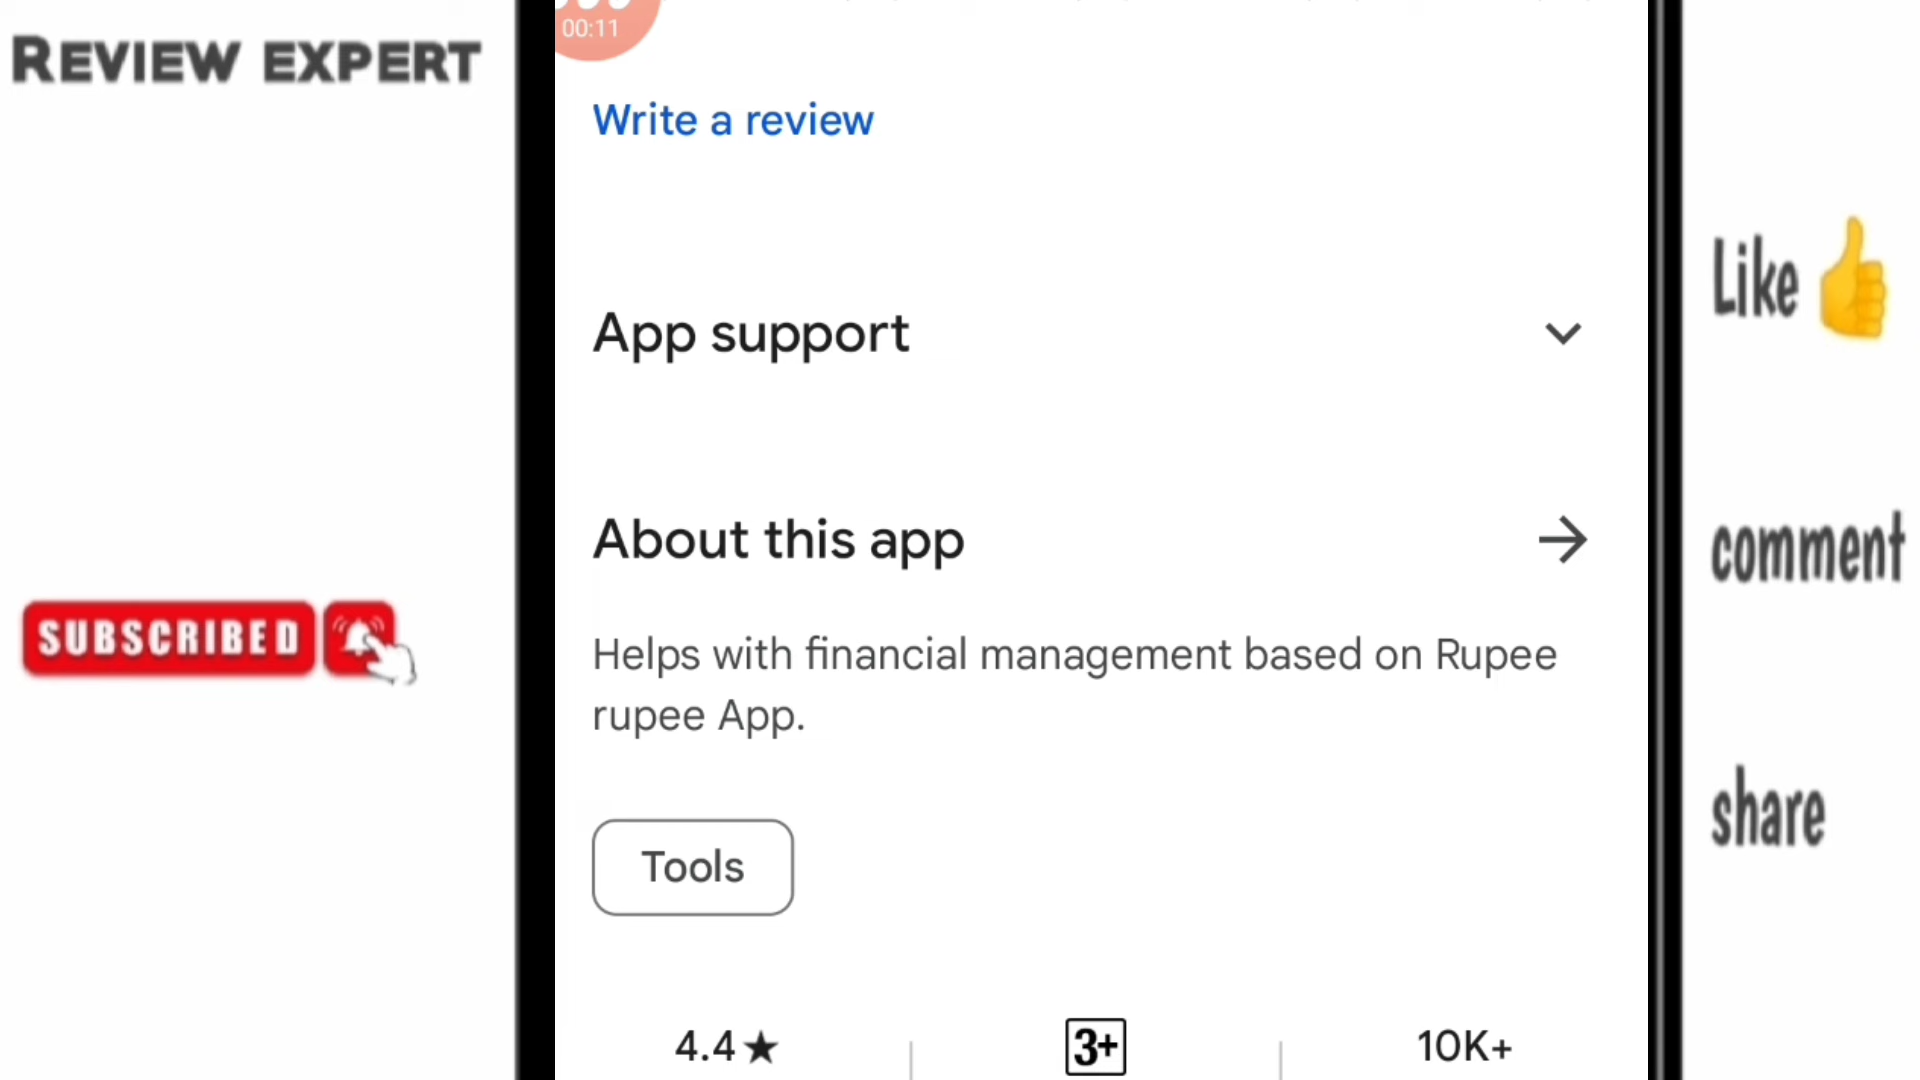 REVIEW EXPERT
SUBSCRIBED
00:11
Write a review
App support
About this app
Helps with financial management based on Rupee
rupee App.
Tools
4.4★
3+
10K+
Like 👍
comment
share